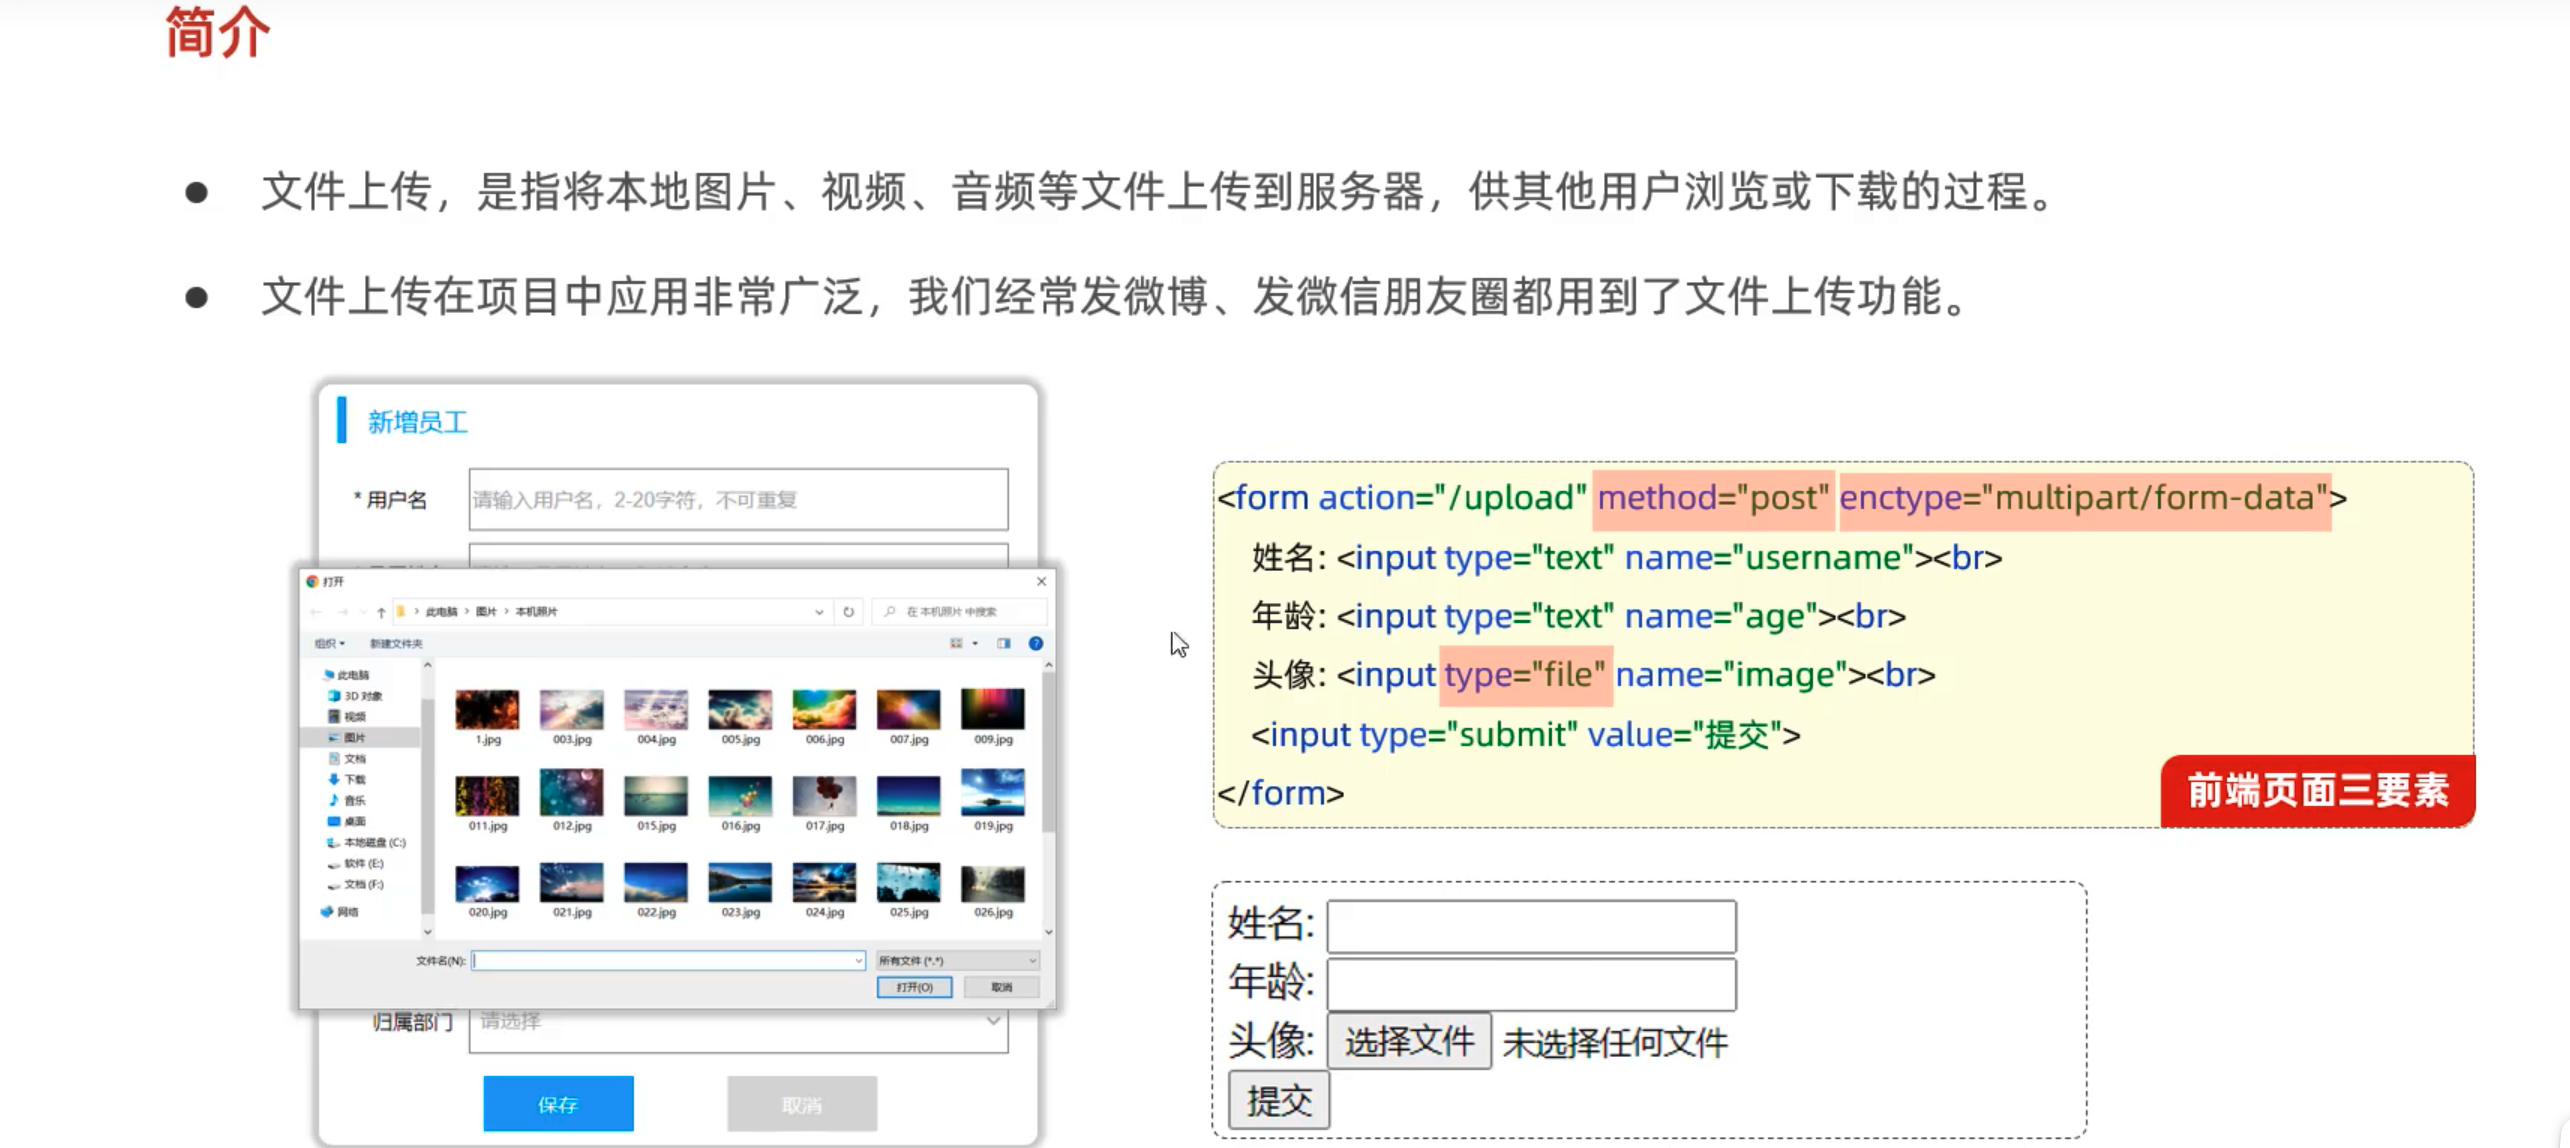 简介
● 文件上传，是指将本地图片、视频、音频等文件上传到服务器，供其他用户浏览或下载的过程。
● 文件上传在项目中应用非常广泛，我们经常发微博、发微信朋友圈都用到了文件上传功能。
新增员工
* 用户名
请输入用户名，2-20字符，不可重复
打开
此电脑 > 图片 > 本机照片
在 本机照片 中搜索
组织
新建文件夹
此电脑
3D 对象
视频
图片
文档
下载
音乐
桌面
本地磁盘 (C:)
软件 (E:)
文档 (F:)
网络
1.jpg 003.jpg 004.jpg 005.jpg 006.jpg 007.jpg 009.jpg
011.jpg 012.jpg 015.jpg 016.jpg 017.jpg 018.jpg 019.jpg
020.jpg 021.jpg 022.jpg 023.jpg 024.jpg 025.jpg 026.jpg
文件名(N):
所有文件 (*.*)
打开(O) 取消
归属部门 请选择
保存 取消
<form action="/upload" method="post" enctype="multipart/form-data">
姓名: <input type="text" name="username"><br>
年龄: <input type="text" name="age"><br>
头像: <input type="file" name="image"><br>
<input type="submit" value="提交">
</form>
前端页面三要素
姓名:
年龄:
头像: 选择文件 未选择任何文件
提交